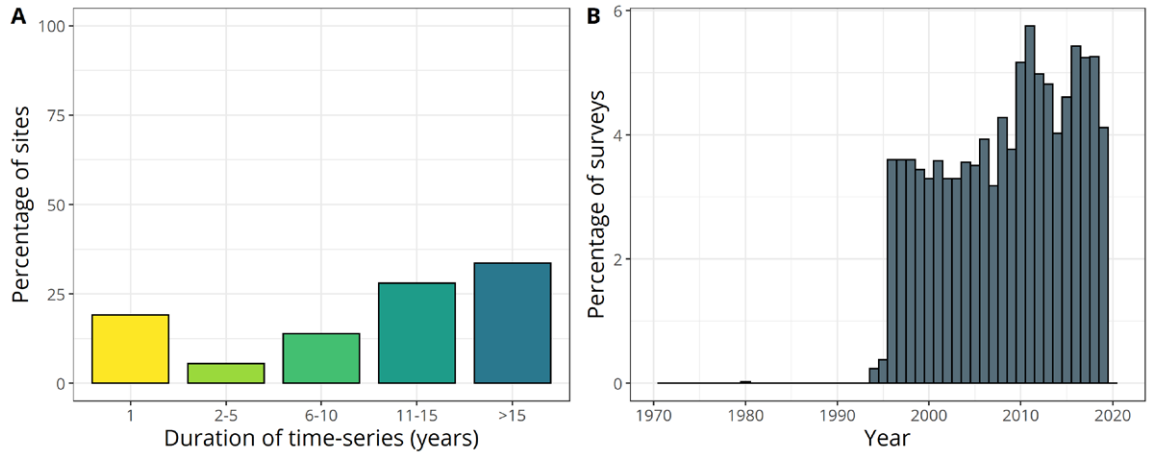 A
Percentage of sites
100
75
50
25
0
1 2-5 6-10 11-15 >15
Duration of time-series (years)
B
Percentage of surveys
6
4
2
0
1970 1980 1990 2000 2010 2020
Year